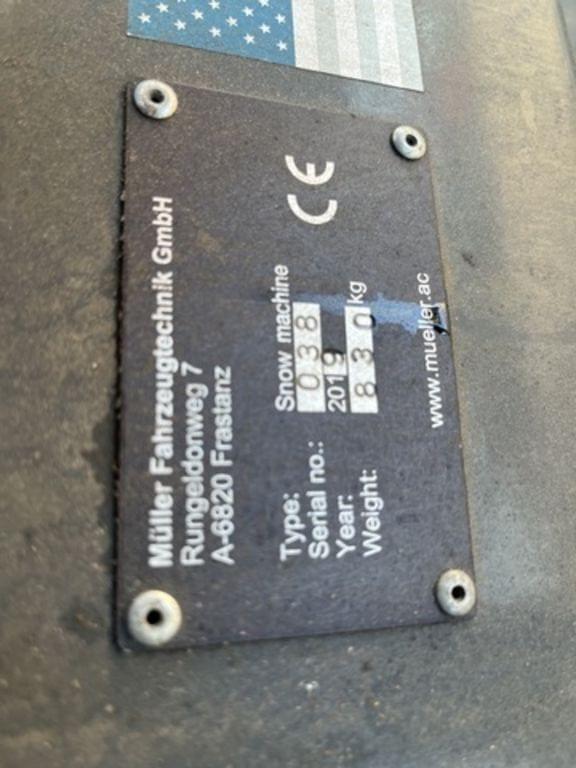 Müller Fahrzeugtechnik GmbH
Rungeldonweg 7
A-6820 Frastanz
Type: Snow machine
Serial no.: 038
Year: 2019
Weight: 830 kg
CE
www.mueller.ac